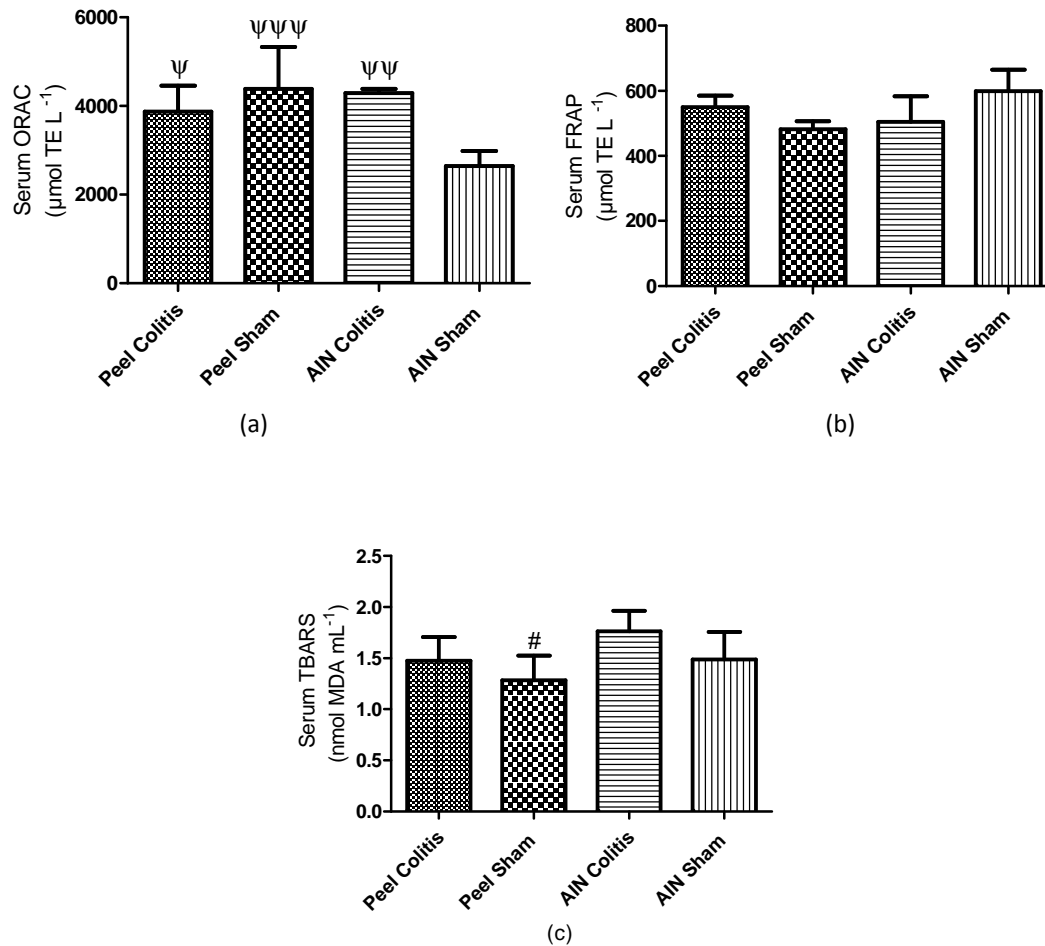 Serum ORAC
(µmol TE L -1)
6000
4000
2000
0
ψ
ψψψ
ψψ
Peel Colitis
Peel Sham
AIN Colitis
AIN Sham
(a)
Serum FRAP
(µmol TE L -1)
800
600
400
200
0
Peel Colitis
Peel Sham
AIN Colitis
AIN Sham
(b)
Serum TBARS
(nmol MDA mL-1)
2.5
2.0
1.5
1.0
0.5
0.0
#
Peel Colitis
Peel Sham
AIN Colitis
AIN Sham
(c)